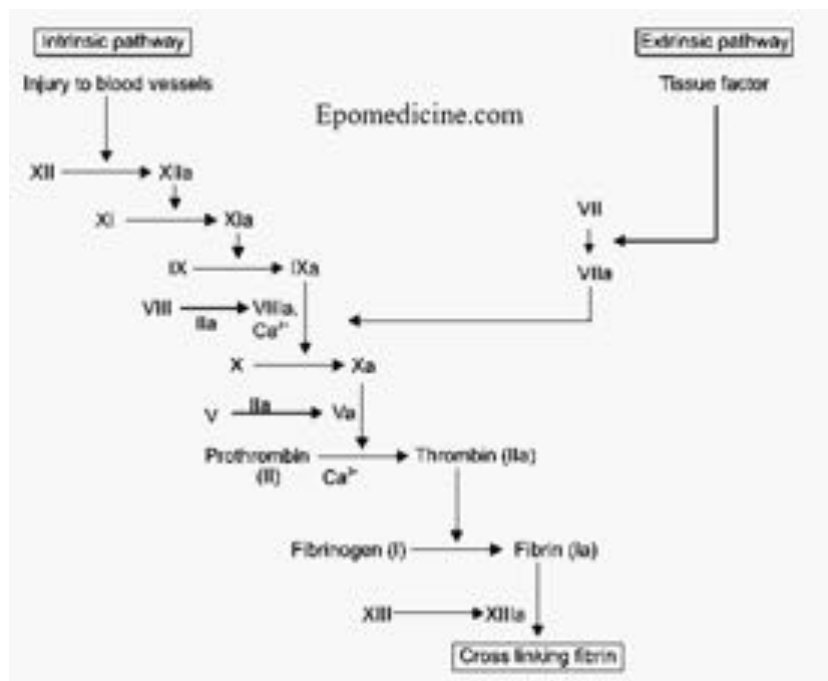 Intrinsic pathway
Extrinsic pathway
Injury to blood vessels
Tissue factor
Epomedicine.com
XII
XIIa
XI
XIa
VII
IX
IXa
VIIa
VIII
IIa
VIIIa,
Ca²⁺
X
Xa
V
IIa
Va
Prothrombin
(II)
Ca²⁺
Thrombin (IIa)
Fibrinogen (I)
Fibrin (Ia)
XIII
XIIIa
Cross linking fibrin